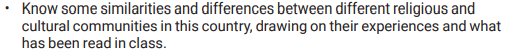 • Know some similarities and differences between different religious and
cultural communities in this country, drawing on their experiences and what
has been read in class.